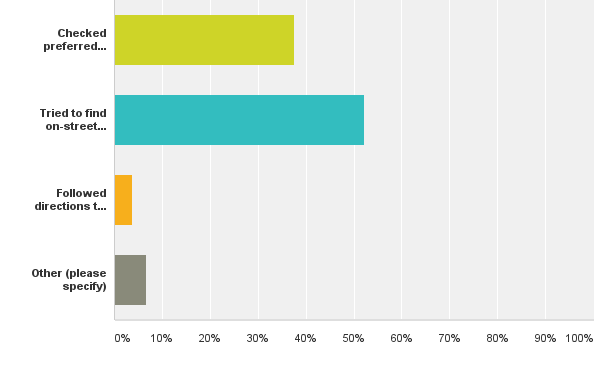 Checked
preferred...
Tried to find
on-street...
Followed
directions t...
Other (please
specify)
0% 10% 20% 30% 40% 50% 60% 70% 80% 90% 100%